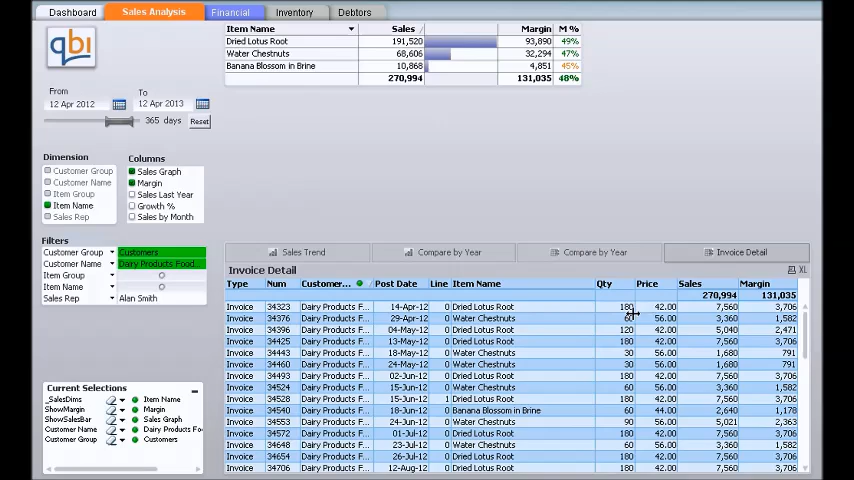 Dashboard Sales Analysis Financial Inventory Debtors
qbi
Item Name Sales Margin M %
Dried Lotus Root 191,520 93,890 49%
Water Chestnuts 68,606 32,294 47%
Banana Blossom in Brine 10,868 4,851 45%
270,994 131,035 48%
From To
12 Apr 2012 12 Apr 2013
365 days Reset
Dimension
Customer Group
Customer Name
Item Group
Item Name
Sales Rep
Columns
Sales Graph
Margin
Sales Last Year
Growth %
Sales by Month
Filters
Customer Group Customers
Customer Name Dairy Products Food...
Item Group
Item Name
Sales Rep Alan Smith
Sales Trend Compare by Year Compare by Year Invoice Detail
Invoice Detail XL
Type Num Customer... Post Date Line Item Name Qty Price Sales Margin
270,994 131,035
Invoice 34323 Dairy Products F... 14-Apr-12 0 Dried Lotus Root 180 42.00 7,560 3,706
Invoice 34376 Dairy Products F... 29-Apr-12 0 Water Chestnuts 60 56.00 3,360 1,582
Invoice 34396 Dairy Products F... 04-May-12 0 Dried Lotus Root 120 42.00 5,040 2,471
Invoice 34425 Dairy Products F... 13-May-12 0 Dried Lotus Root 180 42.00 7,560 3,706
Invoice 34443 Dairy Products F... 18-May-12 0 Water Chestnuts 30 56.00 1,680 791
Invoice 34460 Dairy Products F... 24-May-12 0 Water Chestnuts 30 56.00 1,680 791
Invoice 34493 Dairy Products F... 02-Jun-12 0 Dried Lotus Root 180 42.00 7,560 3,706
Invoice 34524 Dairy Products F... 15-Jun-12 0 Water Chestnuts 60 56.00 3,360 1,582
Invoice 34528 Dairy Products F... 15-Jun-12 1 Dried Lotus Root 180 42.00 7,560 3,706
Invoice 34540 Dairy Products F... 18-Jun-12 0 Banana Blossom in Brine 60 44.00 2,640 1,178
Invoice 34553 Dairy Products F... 24-Jun-12 0 Water Chestnuts 90 56.00 5,021 2,363
Invoice 34572 Dairy Products F... 01-Jul-12 0 Dried Lotus Root 180 42.00 7,560 3,706
Invoice 34648 Dairy Products F... 23-Jul-12 0 Water Chestnuts 60 56.00 3,360 1,582
Invoice 34654 Dairy Products F... 26-Jul-12 0 Dried Lotus Root 180 42.00 7,560 3,706
Invoice 34706 Dairy Products F... 12-Aug-12 0 Dried Lotus Root 180 42.00 7,560 3,706
Current Selections
_SalesDims Item Name
ShowMargin Margin
ShowSalesBar Sales Graph
Customer Name Dairy Products Fo
Customer Group Customers